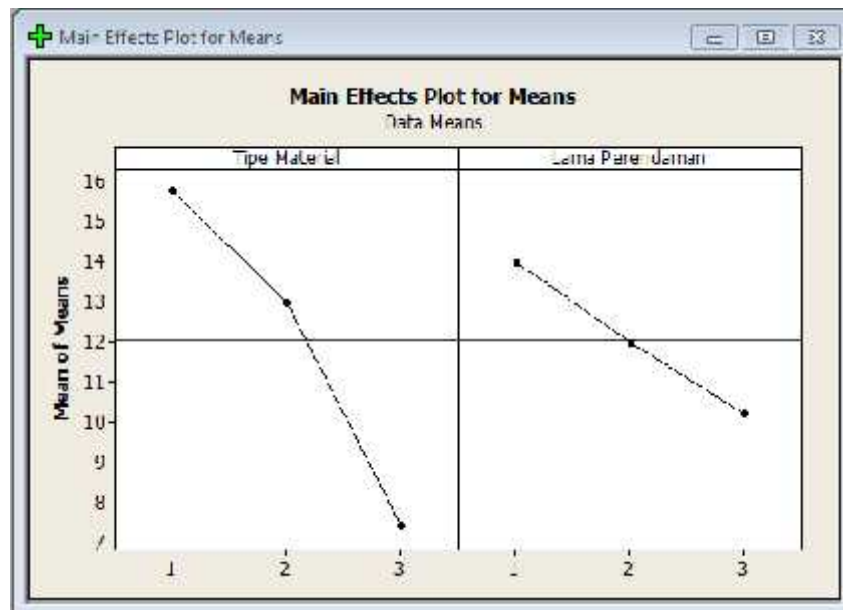 Main Effects Plot for Means
Main Effects Plot for Means
Data Means
Tipe Material
Lama Perendaman
Mean of Means
16
15
14
13
12
11
10
9
8
7
1
2
3
1
2
3